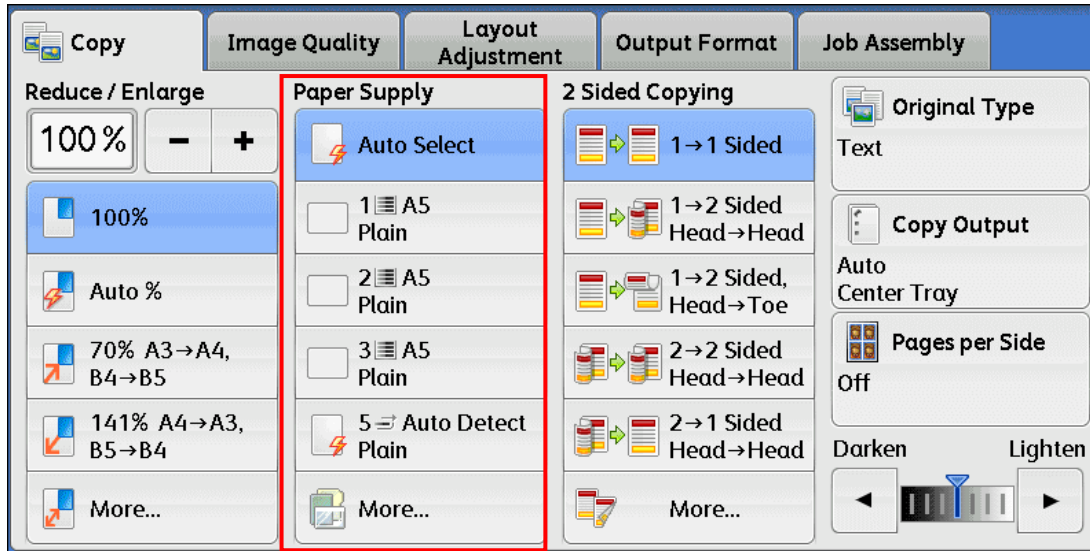 Copy
Image Quality
Layout
Adjustment
Output Format
Job Assembly
Reduce / Enlarge
100%
100%
Auto %
70% A3→A4,
B4→B5
141% A4→A3,
B5→B4
More...
Paper Supply
Auto Select
1 A5
Plain
2 A5
Plain
3 A5
Plain
5 Auto Detect
Plain
More...
2 Sided Copying
1→1 Sided
1→2 Sided
Head→Head
1→2 Sided,
Head→Toe
2→2 Sided
Head→Head
2→1 Sided
Head→Head
More...
Original Type
Text
Copy Output
Auto
Center Tray
Pages per Side
Off
Darken Lighten